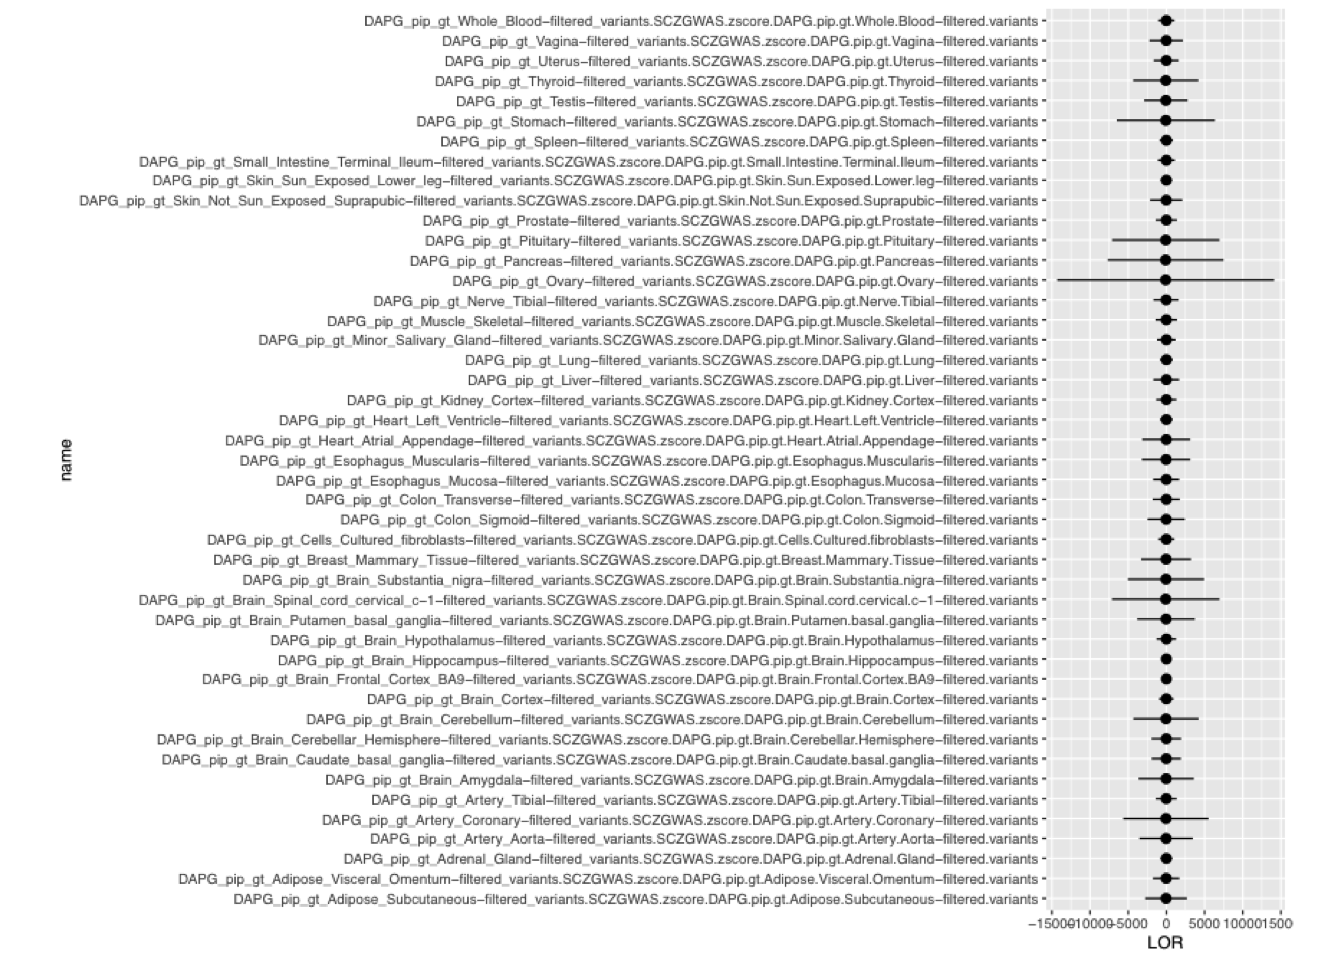 DAPG_pip_gt_Whole_Blood−filtered_variants.SCZGWAS.zscore.DAPG.pip.gt.Whole.Blood−filtered.variants
DAPG_pip_gt_Vagina−filtered_variants.SCZGWAS.zscore.DAPG.pip.gt.Vagina−filtered.variants
DAPG_pip_gt_Uterus−filtered_variants.SCZGWAS.zscore.DAPG.pip.gt.Uterus−filtered.variants
DAPG_pip_gt_Thyroid−filtered_variants.SCZGWAS.zscore.DAPG.pip.gt.Thyroid−filtered.variants
DAPG_pip_gt_Testis−filtered_variants.SCZGWAS.zscore.DAPG.pip.gt.Testis−filtered.variants
DAPG_pip_gt_Stomach−filtered_variants.SCZGWAS.zscore.DAPG.pip.gt.Stomach−filtered.variants
DAPG_pip_gt_Spleen−filtered_variants.SCZGWAS.zscore.DAPG.pip.gt.Spleen−filtered.variants
DAPG_pip_gt_Small_Intestine_Terminal_Ileum−filtered_variants.SCZGWAS.zscore.DAPG.pip.gt.Small.Intestine.Terminal.Ileum−filtered.variants
DAPG_pip_gt_Skin_Sun_Exposed_Lower_leg−filtered_variants.SCZGWAS.zscore.DAPG.pip.gt.Skin.Sun.Exposed.Lower.leg−filtered.variants
DAPG_pip_gt_Skin_Not_Sun_Exposed_Suprapubic−filtered_variants.SCZGWAS.zscore.DAPG.pip.gt.Skin.Not.Sun.Exposed.Suprapubic−filtered.variants
DAPG_pip_gt_Prostate−filtered_variants.SCZGWAS.zscore.DAPG.pip.gt.Prostate−filtered.variants
DAPG_pip_gt_Pituitary−filtered_variants.SCZGWAS.zscore.DAPG.pip.gt.Pituitary−filtered.variants
DAPG_pip_gt_Pancreas−filtered_variants.SCZGWAS.zscore.DAPG.pip.gt.Pancreas−filtered.variants
DAPG_pip_gt_Ovary−filtered_variants.SCZGWAS.zscore.DAPG.pip.gt.Ovary−filtered.variants
DAPG_pip_gt_Nerve_Tibial−filtered_variants.SCZGWAS.zscore.DAPG.pip.gt.Nerve.Tibial−filtered.variants
DAPG_pip_gt_Muscle_Skeletal−filtered_variants.SCZGWAS.zscore.DAPG.pip.gt.Muscle.Skeletal−filtered.variants
DAPG_pip_gt_Minor_Salivary_Gland−filtered_variants.SCZGWAS.zscore.DAPG.pip.gt.Minor.Salivary.Gland−filtered.variants
DAPG_pip_gt_Lung−filtered_variants.SCZGWAS.zscore.DAPG.pip.gt.Lung−filtered.variants
DAPG_pip_gt_Liver−filtered_variants.SCZGWAS.zscore.DAPG.pip.gt.Liver−filtered.variants
DAPG_pip_gt_Kidney_Cortex−filtered_variants.SCZGWAS.zscore.DAPG.pip.gt.Kidney.Cortex−filtered.variants
DAPG_pip_gt_Heart_Left_Ventricle−filtered_variants.SCZGWAS.zscore.DAPG.pip.gt.Heart.Left.Ventricle−filtered.variants
DAPG_pip_gt_Heart_Atrial_Appendage−filtered_variants.SCZGWAS.zscore.DAPG.pip.gt.Heart.Atrial.Appendage−filtered.variants
DAPG_pip_gt_Esophagus_Muscularis−filtered_variants.SCZGWAS.zscore.DAPG.pip.gt.Esophagus.Muscularis−filtered.variants
DAPG_pip_gt_Esophagus_Mucosa−filtered_variants.SCZGWAS.zscore.DAPG.pip.gt.Esophagus.Mucosa−filtered.variants
DAPG_pip_gt_Colon_Transverse−filtered_variants.SCZGWAS.zscore.DAPG.pip.gt.Colon.Transverse−filtered.variants
DAPG_pip_gt_Colon_Sigmoid−filtered_variants.SCZGWAS.zscore.DAPG.pip.gt.Colon.Sigmoid−filtered.variants
DAPG_pip_gt_Cells_Cultured_fibroblasts−filtered_variants.SCZGWAS.zscore.DAPG.pip.gt.Cells.Cultured.fibroblasts−filtered.variants
DAPG_pip_gt_Breast_Mammary_Tissue−filtered_variants.SCZGWAS.zscore.DAPG.pip.gt.Breast.Mammary.Tissue−filtered.variants
DAPG_pip_gt_Brain_Substantia_nigra−filtered_variants.SCZGWAS.zscore.DAPG.pip.gt.Brain.Substantia.nigra−filtered.variants
DAPG_pip_gt_Brain_Spinal_cord_cervical_c−1−filtered_variants.SCZGWAS.zscore.DAPG.pip.gt.Brain.Spinal.cord.cervical.c−1−filtered.variants
DAPG_pip_gt_Brain_Putamen_basal_ganglia−filtered_variants.SCZGWAS.zscore.DAPG.pip.gt.Brain.Putamen.basal.ganglia−filtered.variants
DAPG_pip_gt_Brain_Hypothalamus−filtered_variants.SCZGWAS.zscore.DAPG.pip.gt.Brain.Hypothalamus−filtered.variants
DAPG_pip_gt_Brain_Hippocampus−filtered_variants.SCZGWAS.zscore.DAPG.pip.gt.Brain.Hippocampus−filtered.variants
DAPG_pip_gt_Brain_Frontal_Cortex_BA9−filtered_variants.SCZGWAS.zscore.DAPG.pip.gt.Brain.Frontal.Cortex.BA9−filtered.variants
DAPG_pip_gt_Brain_Cortex−filtered_variants.SCZGWAS.zscore.DAPG.pip.gt.Brain.Cortex−filtered.variants
DAPG_pip_gt_Brain_Cerebellum−filtered_variants.SCZGWAS.zscore.DAPG.pip.gt.Brain.Cerebellum−filtered.variants
DAPG_pip_gt_Brain_Cerebellar_Hemisphere−filtered_variants.SCZGWAS.zscore.DAPG.pip.gt.Brain.Cerebellar.Hemisphere−filtered.variants
DAPG_pip_gt_Brain_Caudate_basal_ganglia−filtered_variants.SCZGWAS.zscore.DAPG.pip.gt.Brain.Caudate.basal.ganglia−filtered.variants
DAPG_pip_gt_Brain_Amygdala−filtered_variants.SCZGWAS.zscore.DAPG.pip.gt.Brain.Amygdala−filtered.variants
DAPG_pip_gt_Artery_Tibial−filtered_variants.SCZGWAS.zscore.DAPG.pip.gt.Artery.Tibial−filtered.variants
DAPG_pip_gt_Artery_Coronary−filtered_variants.SCZGWAS.zscore.DAPG.pip.gt.Artery.Coronary−filtered.variants
DAPG_pip_gt_Artery_Aorta−filtered_variants.SCZGWAS.zscore.DAPG.pip.gt.Artery.Aorta−filtered.variants
DAPG_pip_gt_Adrenal_Gland−filtered_variants.SCZGWAS.zscore.DAPG.pip.gt.Adrenal.Gland−filtered.variants
DAPG_pip_gt_Adipose_Visceral_Omentum−filtered_variants.SCZGWAS.zscore.DAPG.pip.gt.Adipose.Visceral.Omentum−filtered.variants
DAPG_pip_gt_Adipose_Subcutaneous−filtered_variants.SCZGWAS.zscore.DAPG.pip.gt.Adipose.Subcutaneous−filtered.variants
name
−15000 −10000 −5000 0 5000 10000 1500
LOR